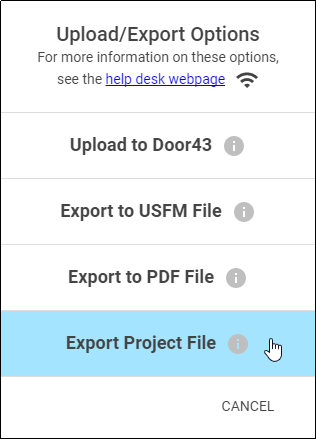 Upload/Export Options
For more information on these options,
see the help desk webpage
Upload to Door43
Export to USFM File
Export to PDF File
Export Project File
CANCEL